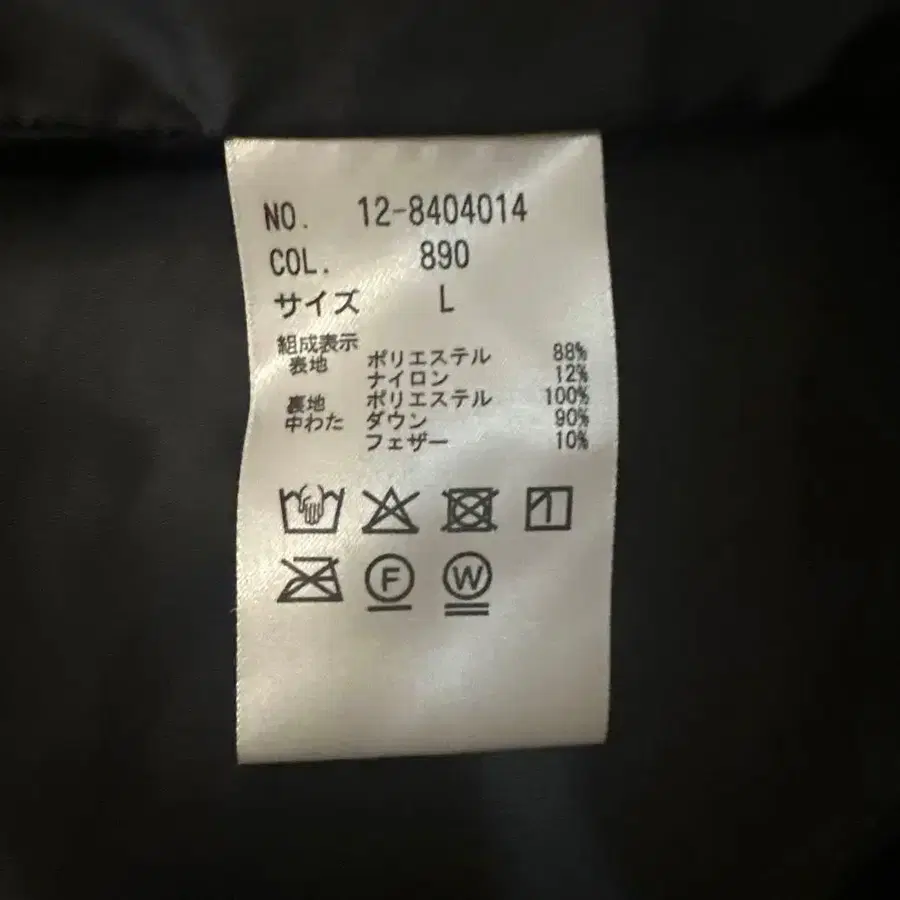 NO. 12-8404014
COL. 890
サイズ L
組成表示
表地 ポリエステル 88%
ナイロン 12%
裏地 ポリエステル 100%
中わた ダウン 90%
フェザー 10%
F W